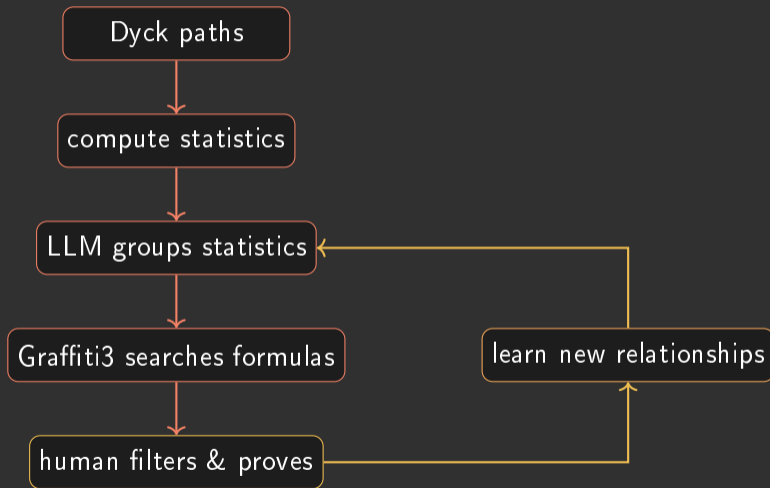 Dyck paths
compute statistics
LLM groups statistics
Graffiti3 searches formulas
learn new relationships
human filters & proves